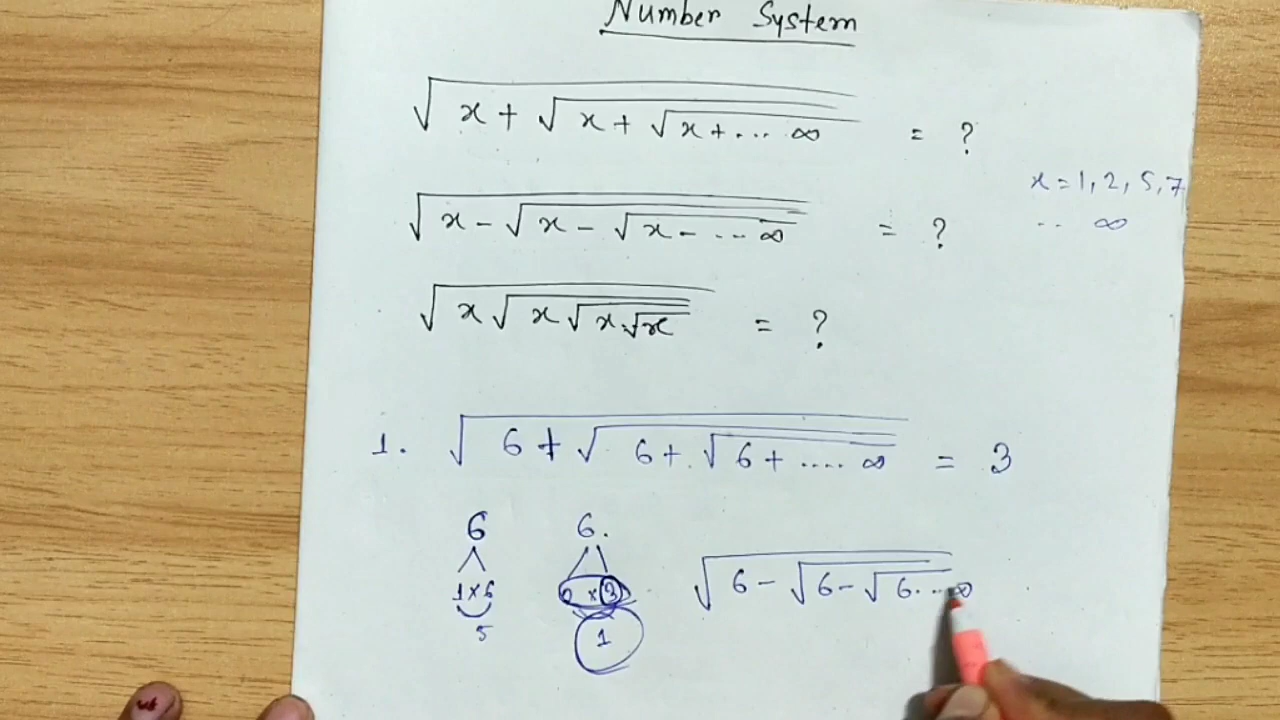 Number System
√x + √x + √x + ... ∞ = ?
x = 1, 2, 5, 7
.. ∞
√x - √x - √x - ... ∞ = ?
√x √x √x √x = ?
1. √6 + √6 + √6 + .... ∞ = 3
6 6.
1 x 6 x 3
5 1
√6 - √6 - √6 ... ∞